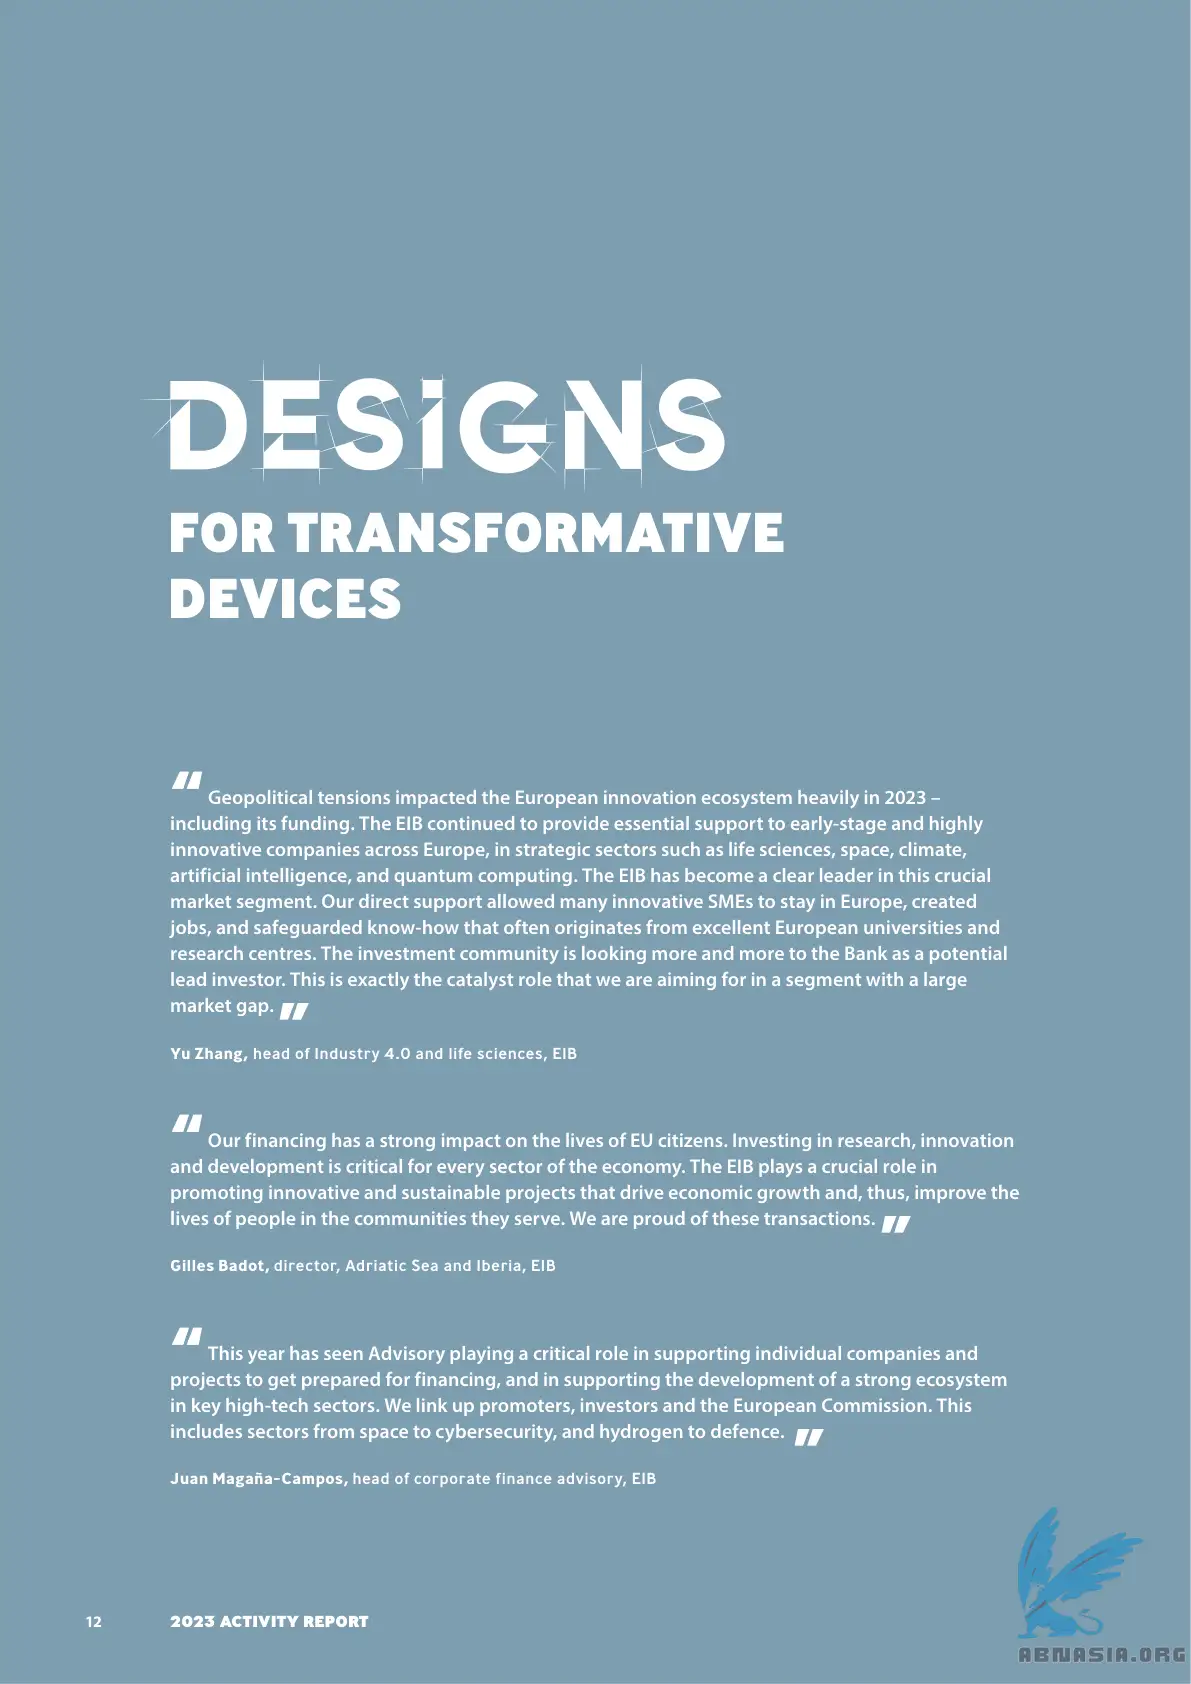 DESiGNS
FOR TRANSFORMATIVE
DEVICES
" Geopolitical tensions impacted the European innovation ecosystem heavily in 2023 –
including its funding. The EIB continued to provide essential support to early-stage and highly
innovative companies across Europe, in strategic sectors such as life sciences, space, climate,
artificial intelligence, and quantum computing. The EIB has become a clear leader in this crucial
market segment. Our direct support allowed many innovative SMEs to stay in Europe, created
jobs, and safeguarded know-how that often originates from excellent European universities and
research centres. The investment community is looking more and more to the Bank as a potential
lead investor. This is exactly the catalyst role that we are aiming for in a segment with a large
market gap. "
Yu Zhang, head of Industry 4.0 and life sciences, EIB
" Our financing has a strong impact on the lives of EU citizens. Investing in research, innovation
and development is critical for every sector of the economy. The EIB plays a crucial role in
promoting innovative and sustainable projects that drive economic growth and, thus, improve the
lives of people in the communities they serve. We are proud of these transactions. "
Gilles Badot, director, Adriatic Sea and Iberia, EIB
" This year has seen Advisory playing a critical role in supporting individual companies and
projects to get prepared for financing, and in supporting the development of a strong ecosystem
in key high-tech sectors. We link up promoters, investors and the European Commission. This
includes sectors from space to cybersecurity, and hydrogen to defence. "
Juan Magaña-Campos, head of corporate finance advisory, EIB
12 2023 ACTIVITY REPORT
ABNASIA.ORG